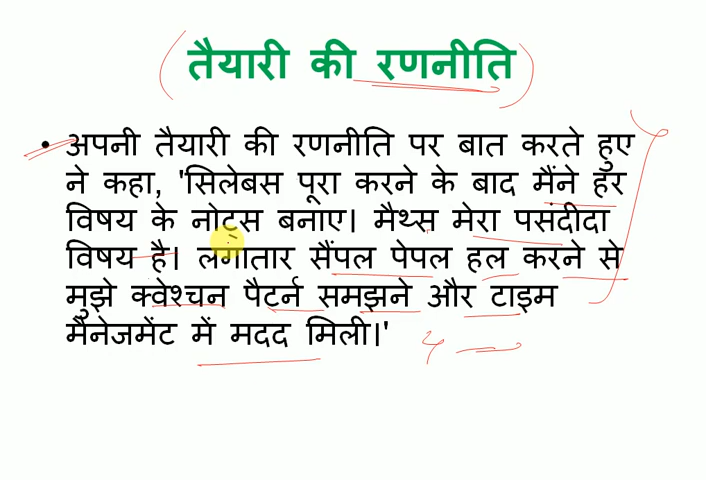 तैयारी की रणनीति
• अपनी तैयारी की रणनीति पर बात करते हुए
ने कहा, 'सिलेबस पूरा करने के बाद मैंने हर
विषय के नोट्स बनाए। मैथ्स मेरा पसंदीदा
विषय है। लगातार सैंपल पेपल हल करने से
मुझे क्वेश्चन पैटर्न समझने और टाइम
मैनेजमेंट में मदद मिली।'